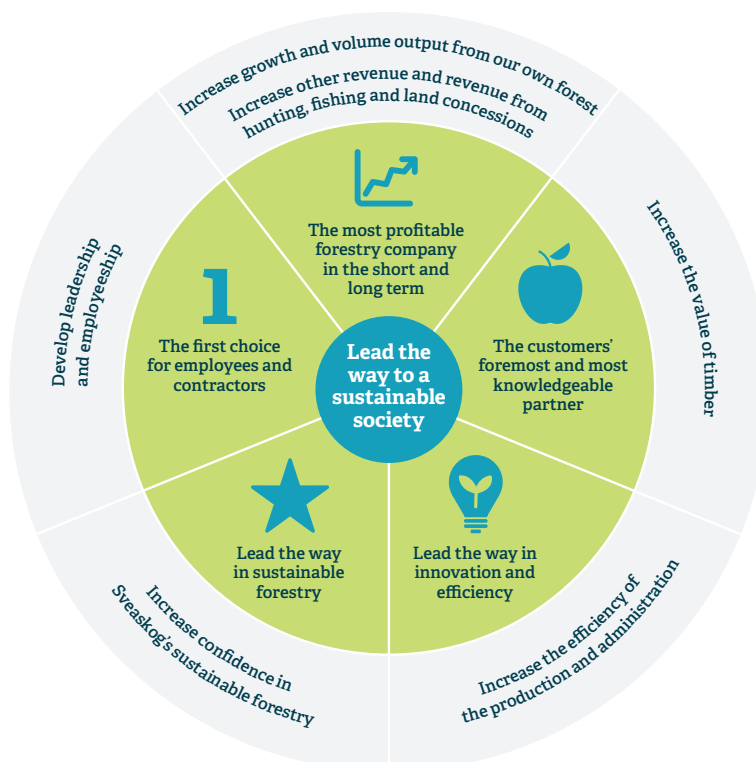 Increase growth and volume output from our own forest
Increase other revenue and revenue from
hunting, fishing and land concessions
The most profitable
forestry company
in the short and
long term
Develop leadership
and employeeship
1
The first choice
for employees and
contractors
Lead the
way to a
sustainable
society
The customers’
foremost and most
knowledgeable
partner
Increase the value of timber
Lead the way
in sustainable
forestry
Lead the way in
innovation and
efficiency
Increase confidence in
Sveaskog’s sustainable forestry
Increase the efficiency of
the production and administration